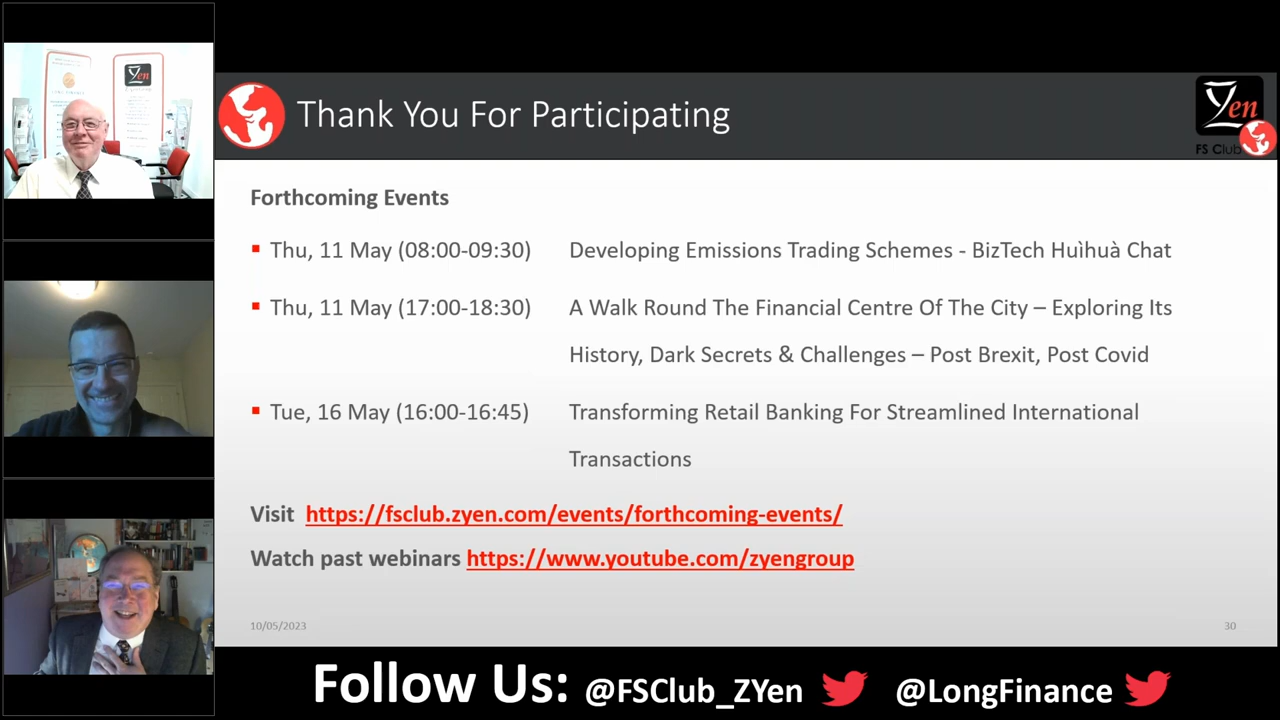 Thank You For Participating
Zen
FS Club
Forthcoming Events
Thu, 11 May (08:00-09:30) Developing Emissions Trading Schemes - BizTech Huìhuà Chat
Thu, 11 May (17:00-18:30) A Walk Round The Financial Centre Of The City – Exploring Its
History, Dark Secrets & Challenges – Post Brexit, Post Covid
Tue, 16 May (16:00-16:45) Transforming Retail Banking For Streamlined International
Transactions
Visit https://fsclub.zyen.com/events/forthcoming-events/
Watch past webinars https://www.youtube.com/zyengroup
10/05/2023 30
Follow Us: @FSClub_ZYen @LongFinance